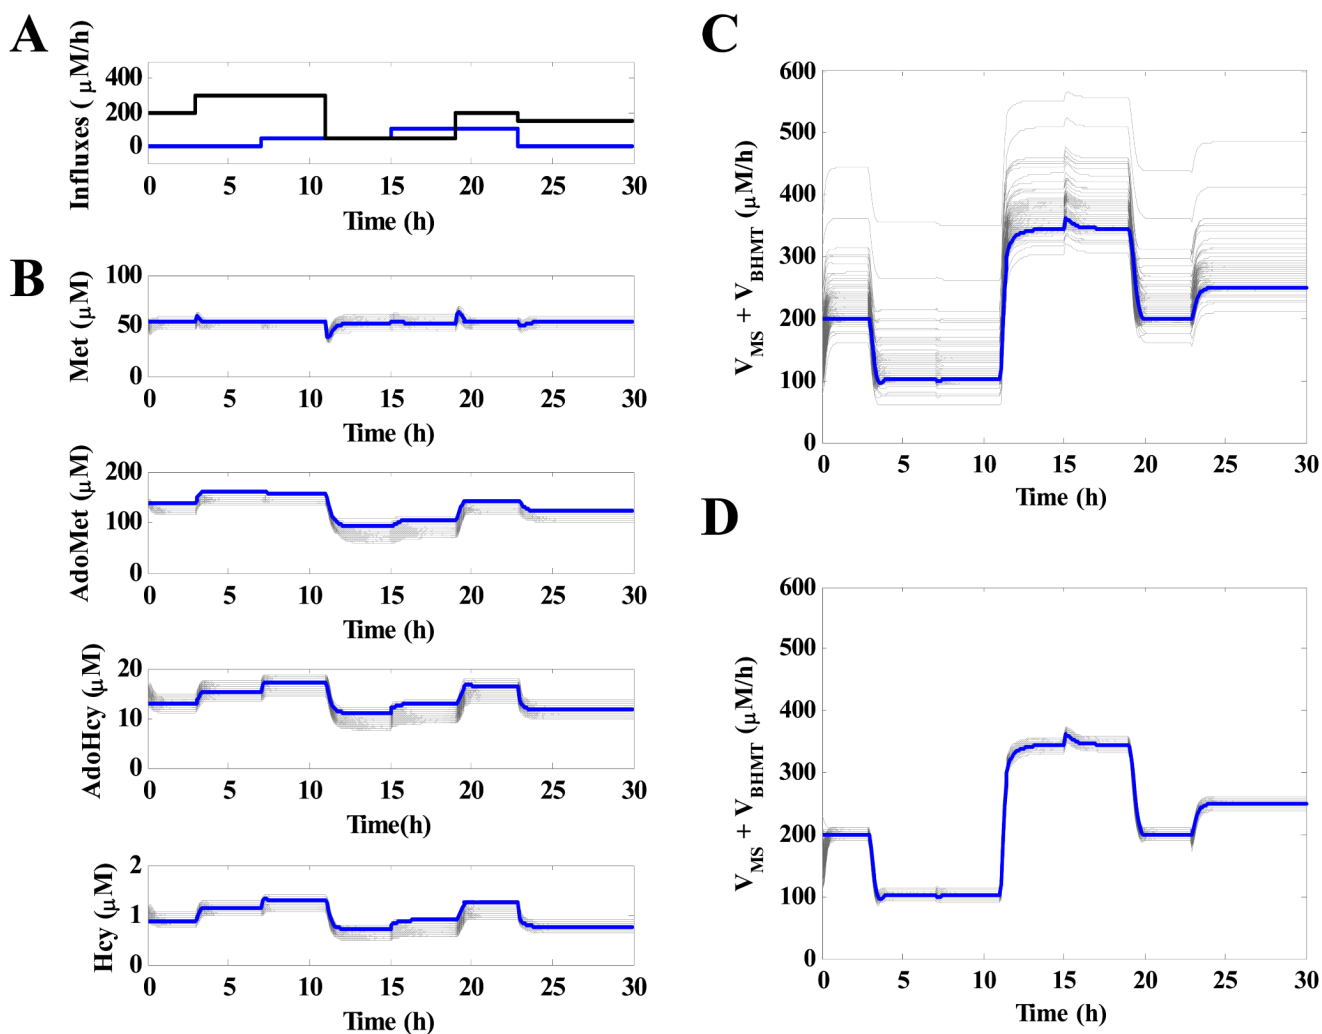 A
Influxes ( μM/h)
400
200
0
0 5 10 15 20 25 30
Time (h)
B
Met (μM)
100
50
0
0 5 10 15 20 25 30
Time (h)
AdoMet (μM)
200
100
0
0 5 10 15 20 25 30
Time (h)
AdoHcy (μM)
20
10
0
0 5 10 15 20 25 30
Time(h)
Hcy (μM)
2
1
0
0 5 10 15 20 25 30
Time (h)
C
V_MS + V_BHMT (μM/h)
600
500
400
300
200
100
0
0 5 10 15 20 25 30
Time (h)
D
V_MS + V_BHMT (μM/h)
600
500
400
300
200
100
0
0 5 10 15 20 25 30
Time (h)